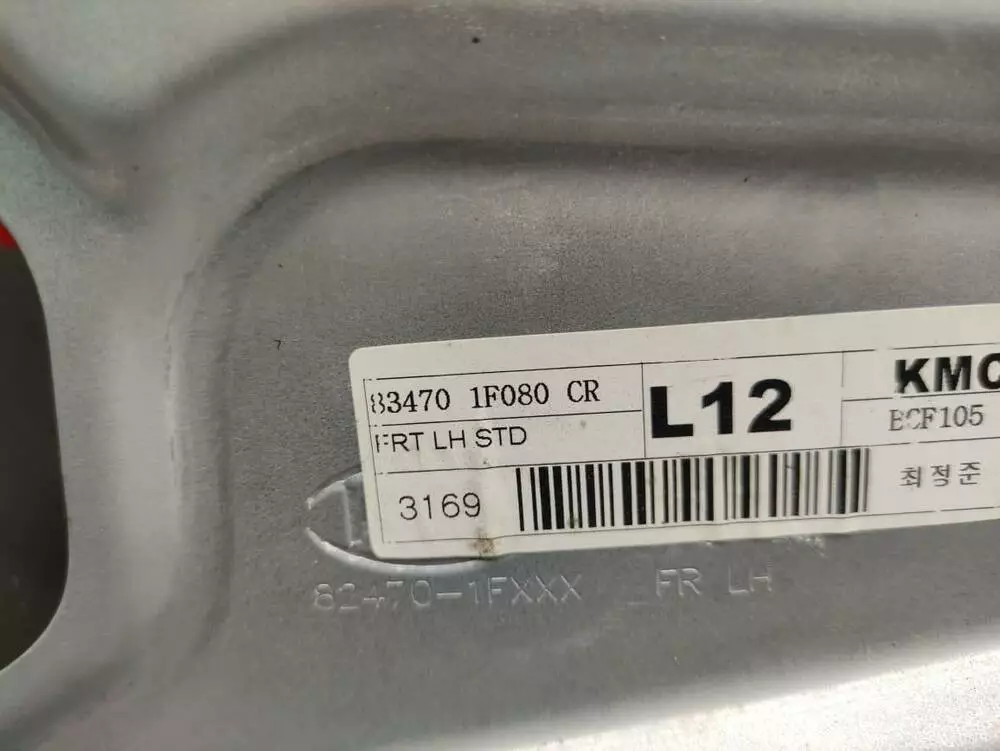 83470 1F080 CR
FRT LH STD
L12
KMC
BCF105
3169
최정준
82470-1FXXX FR LH